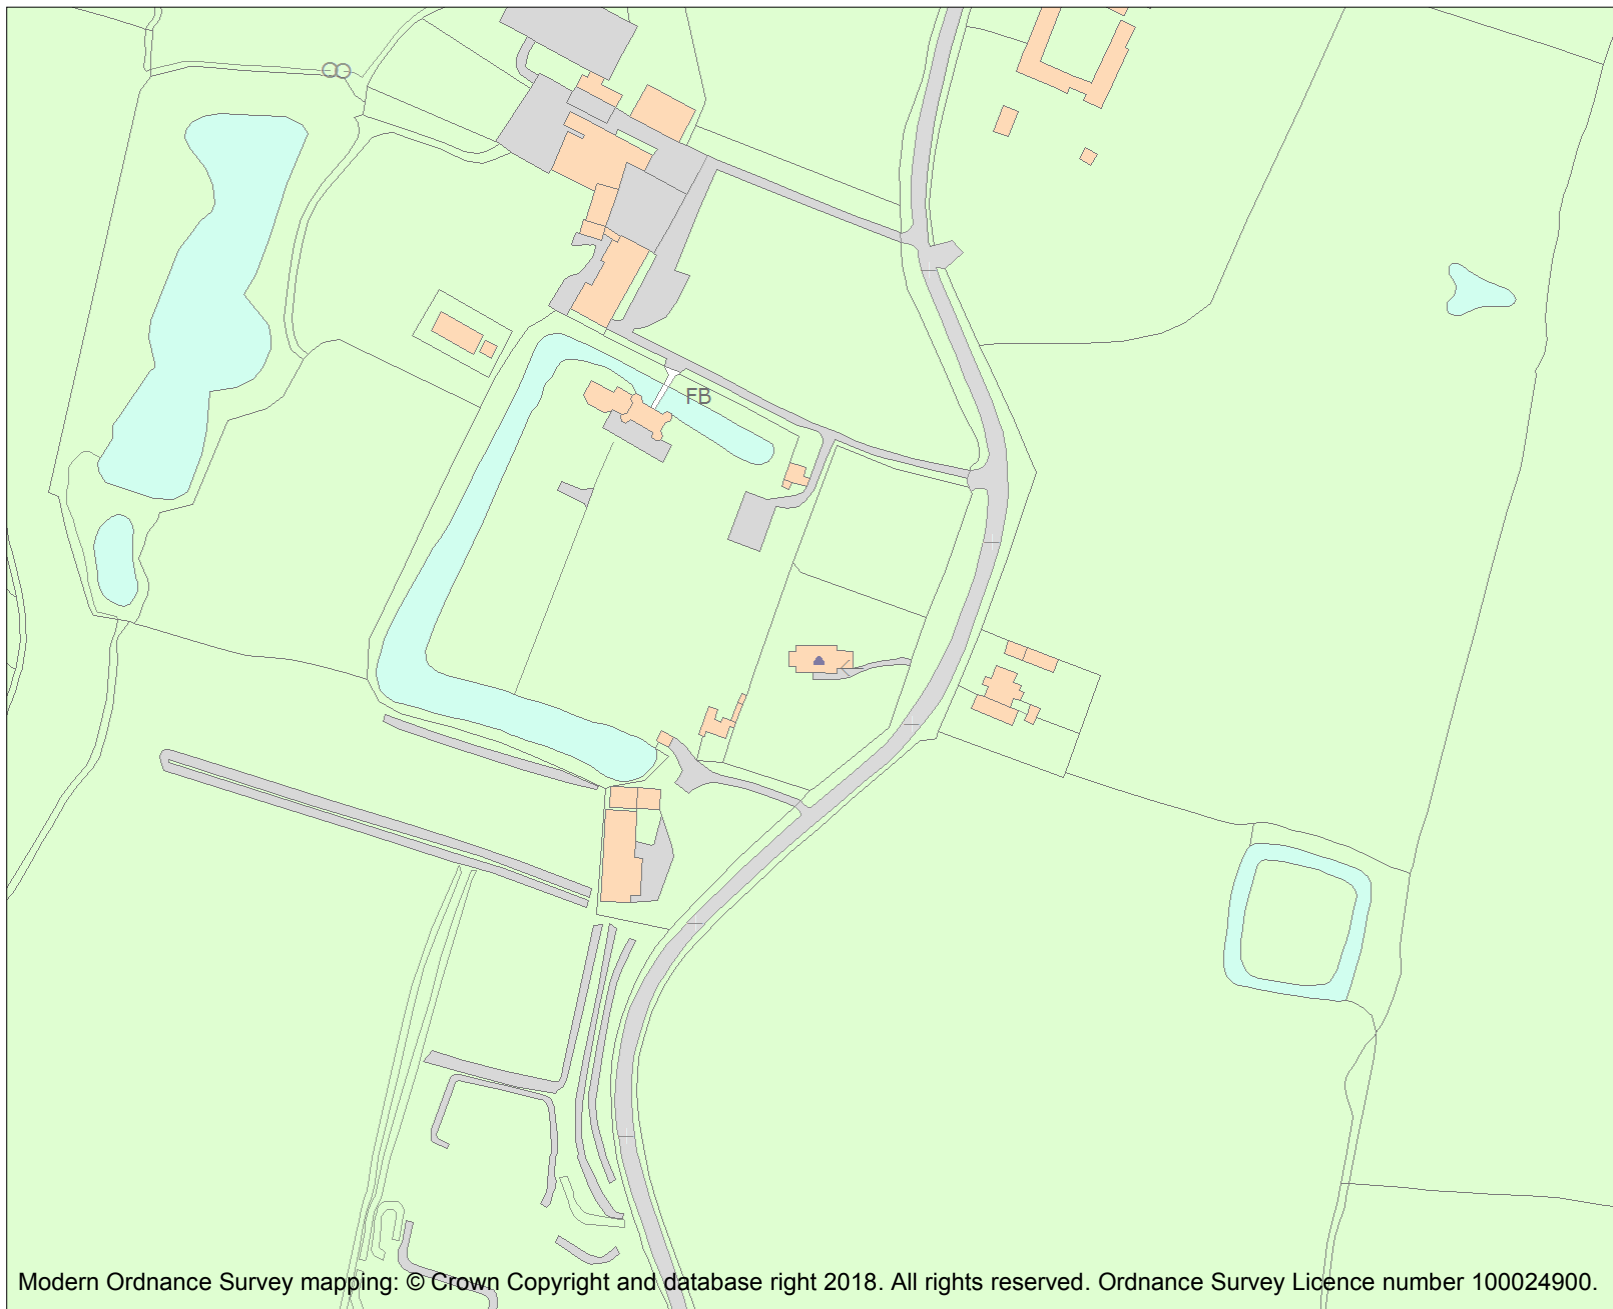 FB
Modern Ordnance Survey mapping: © Crown Copyright and database right 2018. All rights reserved. Ordnance Survey Licence number 100024900.